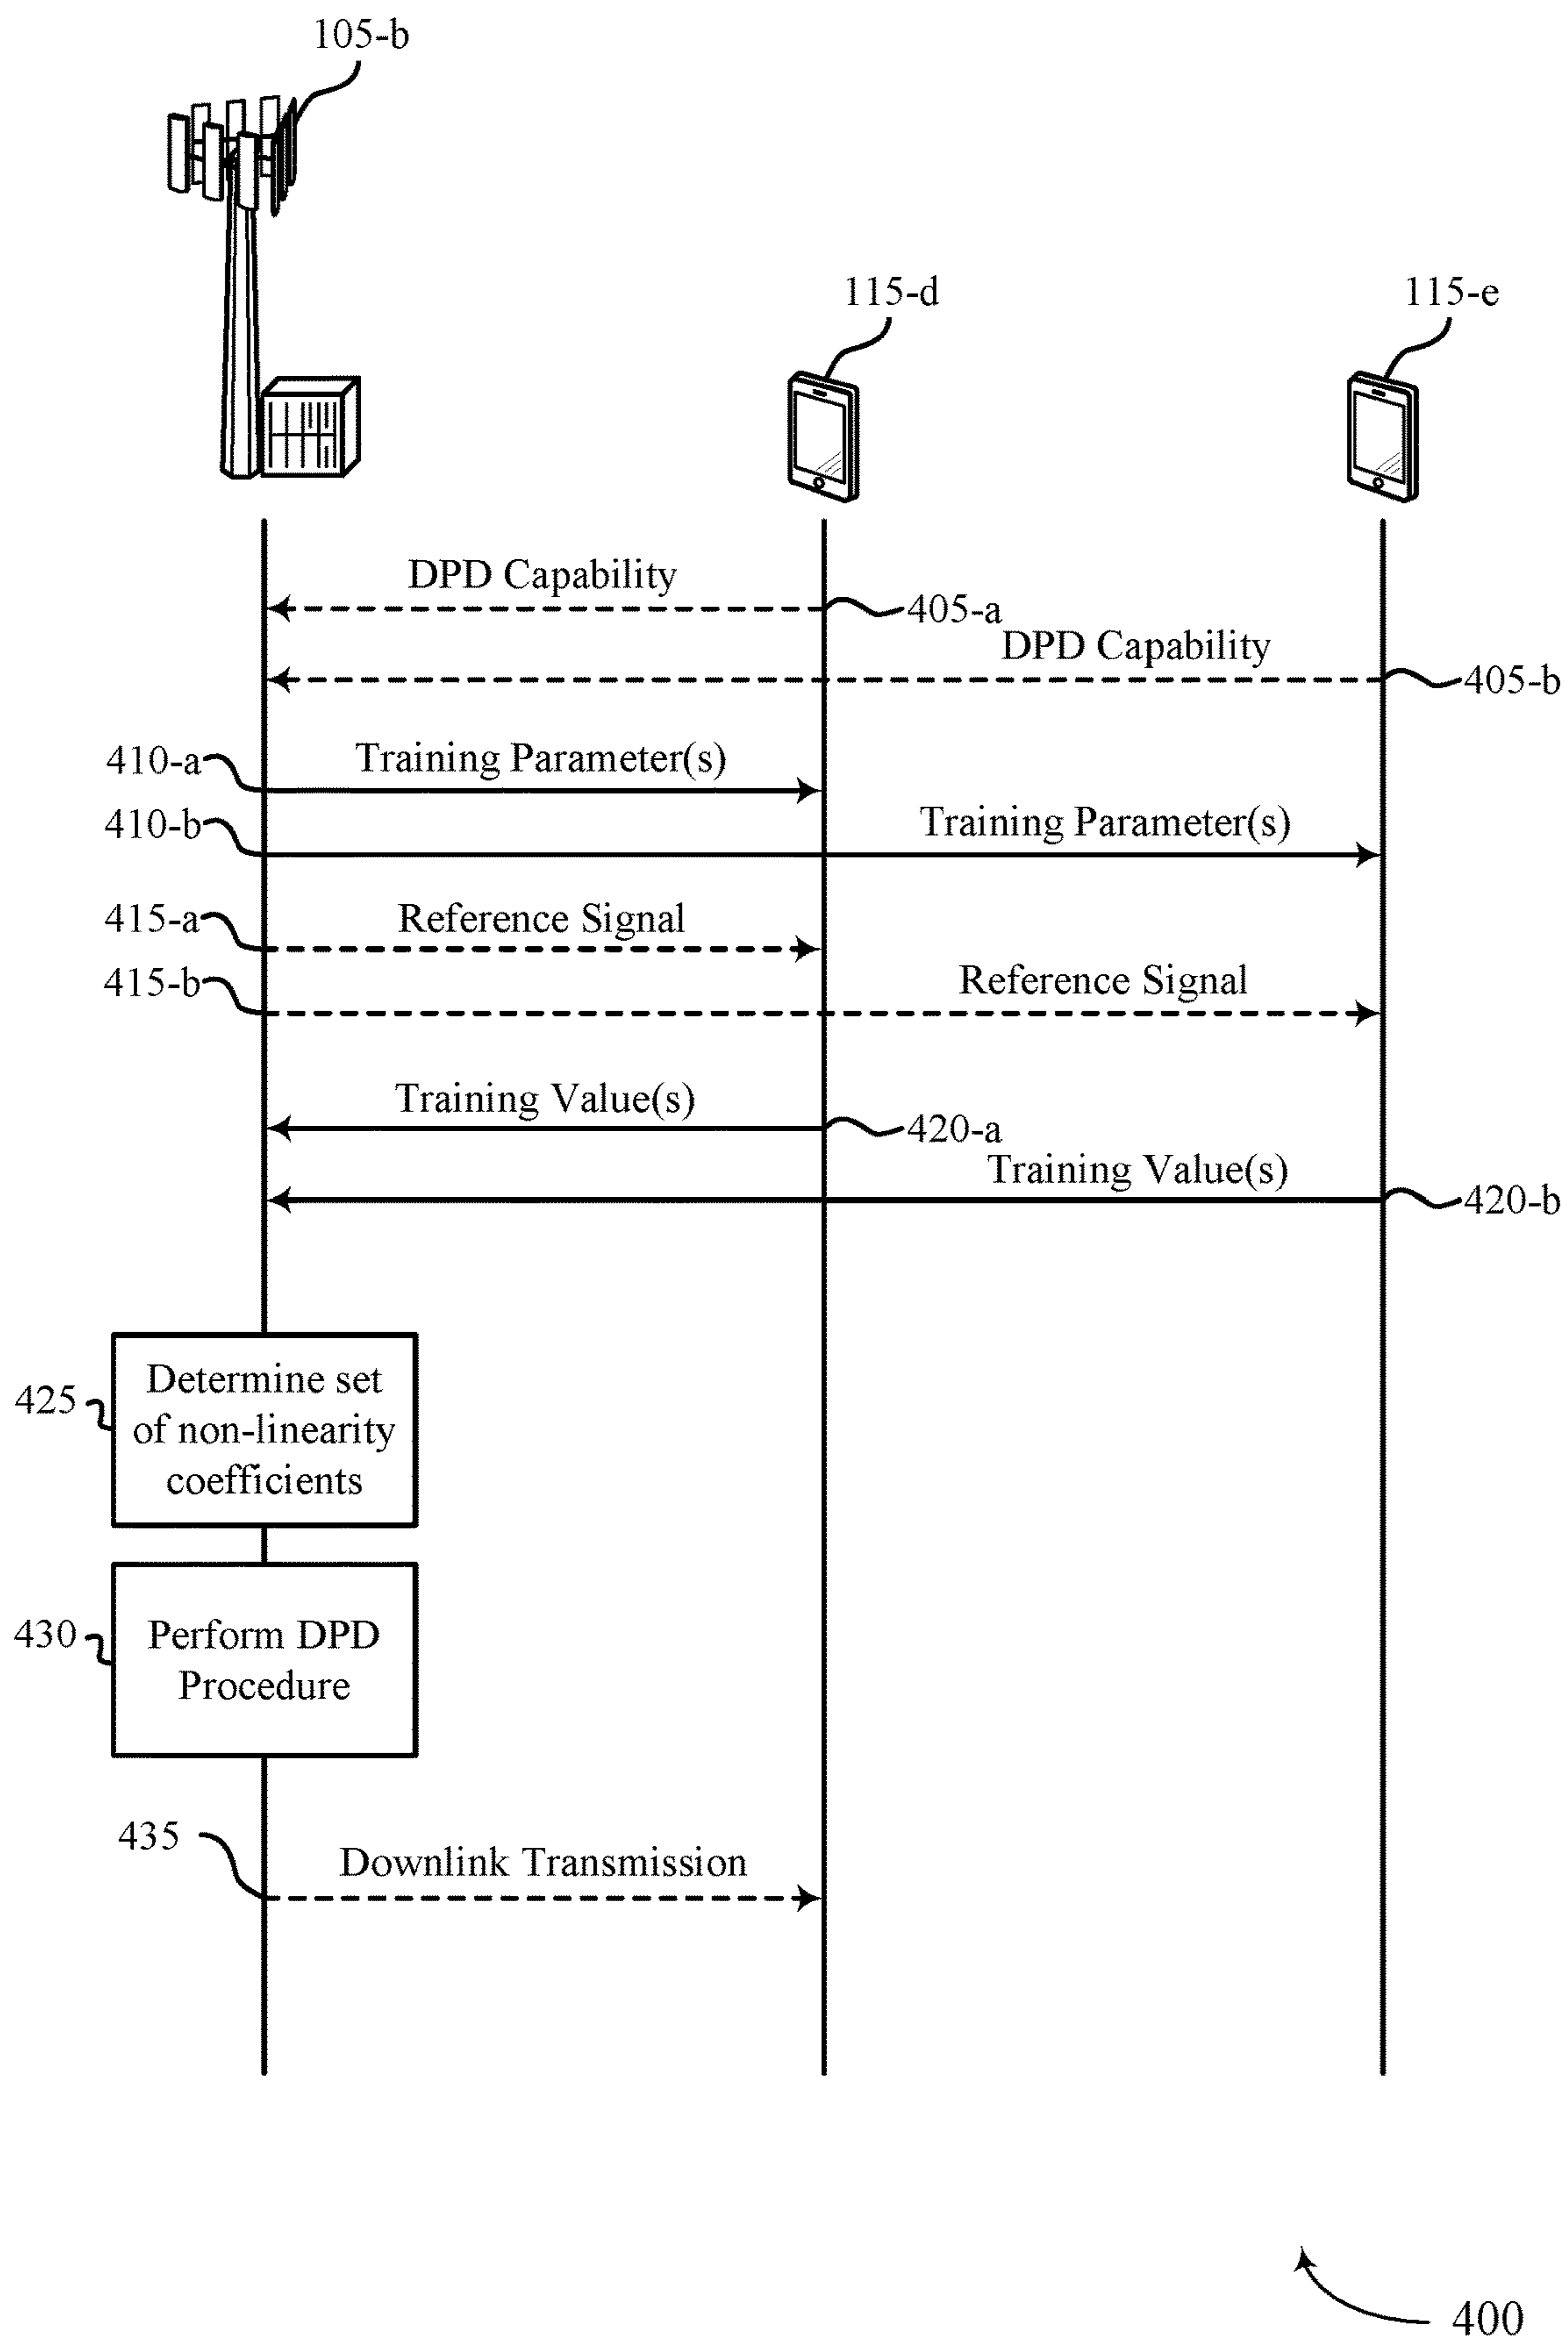 105-b
115-d
115-e
DPD Capability
405-a
DPD Capability
405-b
410-a
Training Parameter(s)
410-b
Training Parameter(s)
415-a
Reference Signal
415-b
Reference Signal
Training Value(s)
420-a
Training Value(s)
420-b
425
Determine set
of non-linearity
coefficients
430
Perform DPD
Procedure
435
Downlink Transmission
400